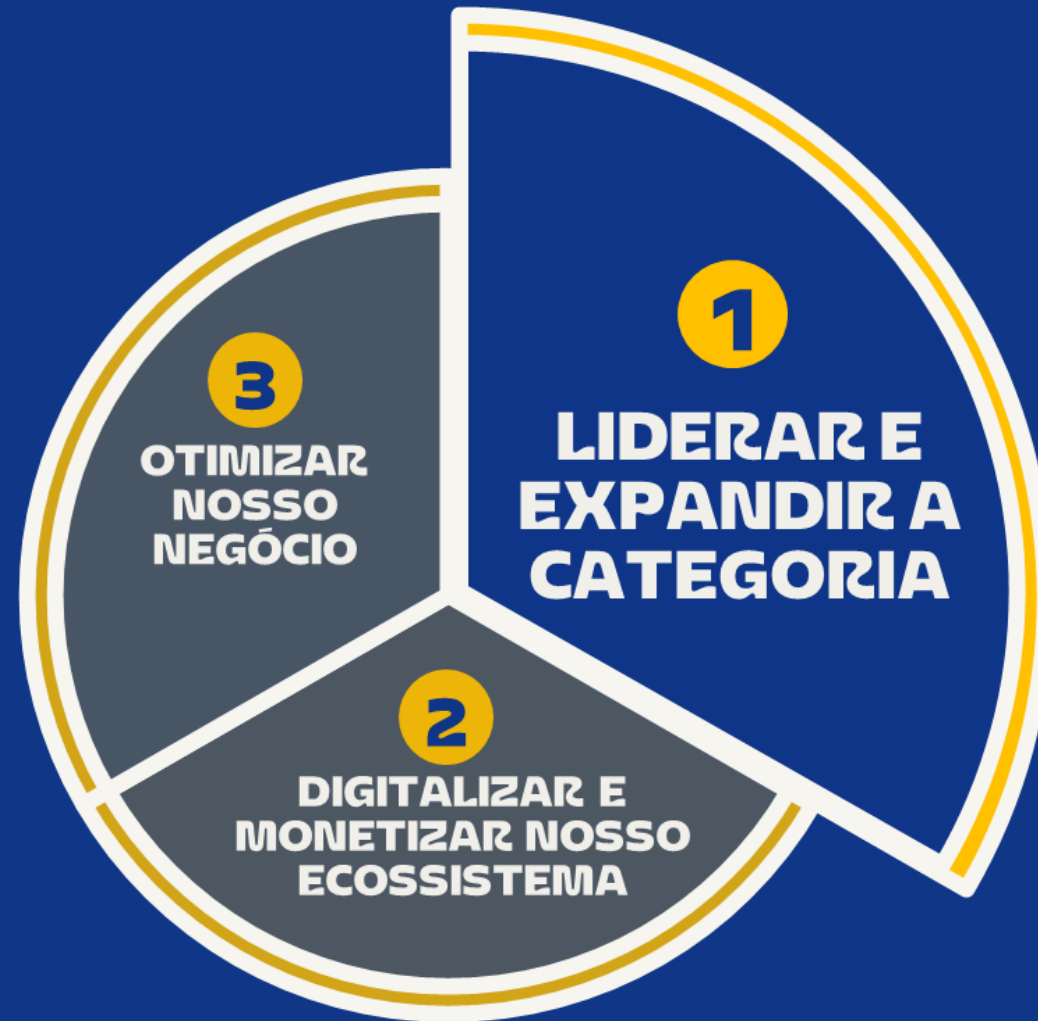 1
LIDERAR E
EXPANDIR A
CATEGORIA
2
DIGITALIZAR E
MONETIZAR NOSSO
ECOSSISTEMA
3
OTIMIZAR
NOSSO
NEGÓCIO